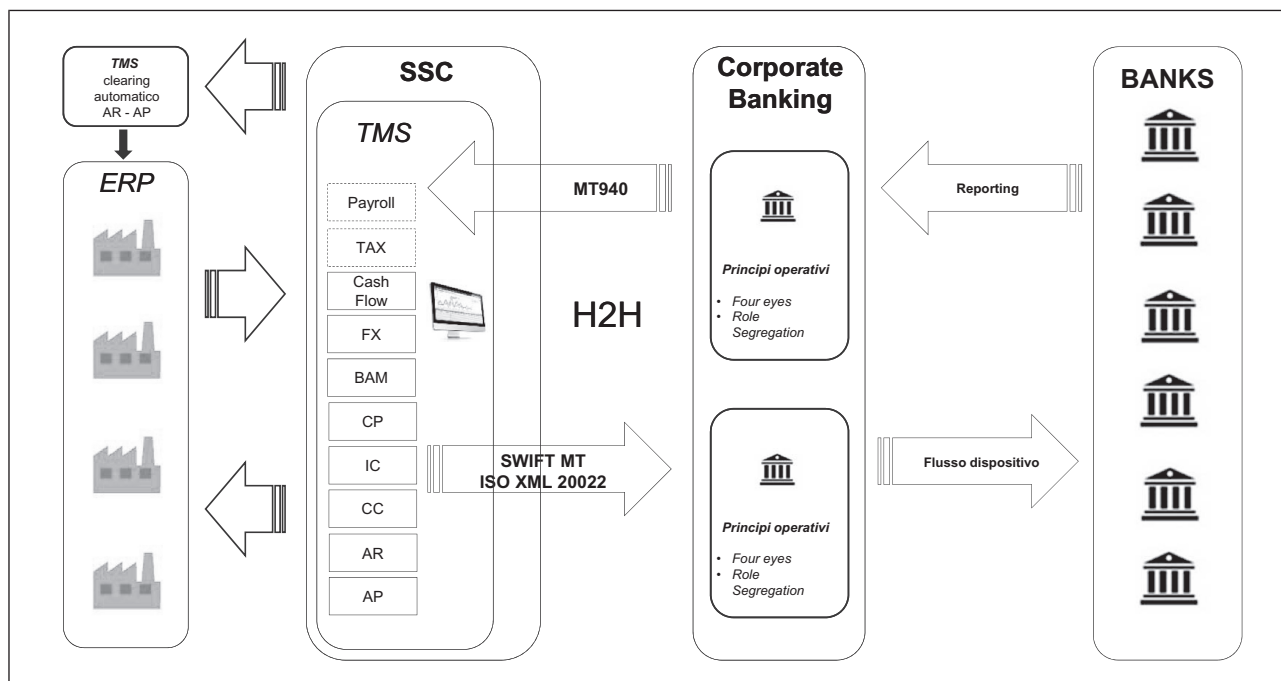 TMS
clearing
automatico
AR - AP
ERP
SSC
TMS
Payroll
TAX
Cash
Flow
FX
BAM
CP
IC
CC
AR
AP
MT940
H2H
SWIFT MT
ISO XML 20022
Corporate
Banking
Principi operativi
• Four eyes
• Role
Segregation
Principi operativi
• Four eyes
• Role
Segregation
Reporting
Flusso dispositivo
BANKS